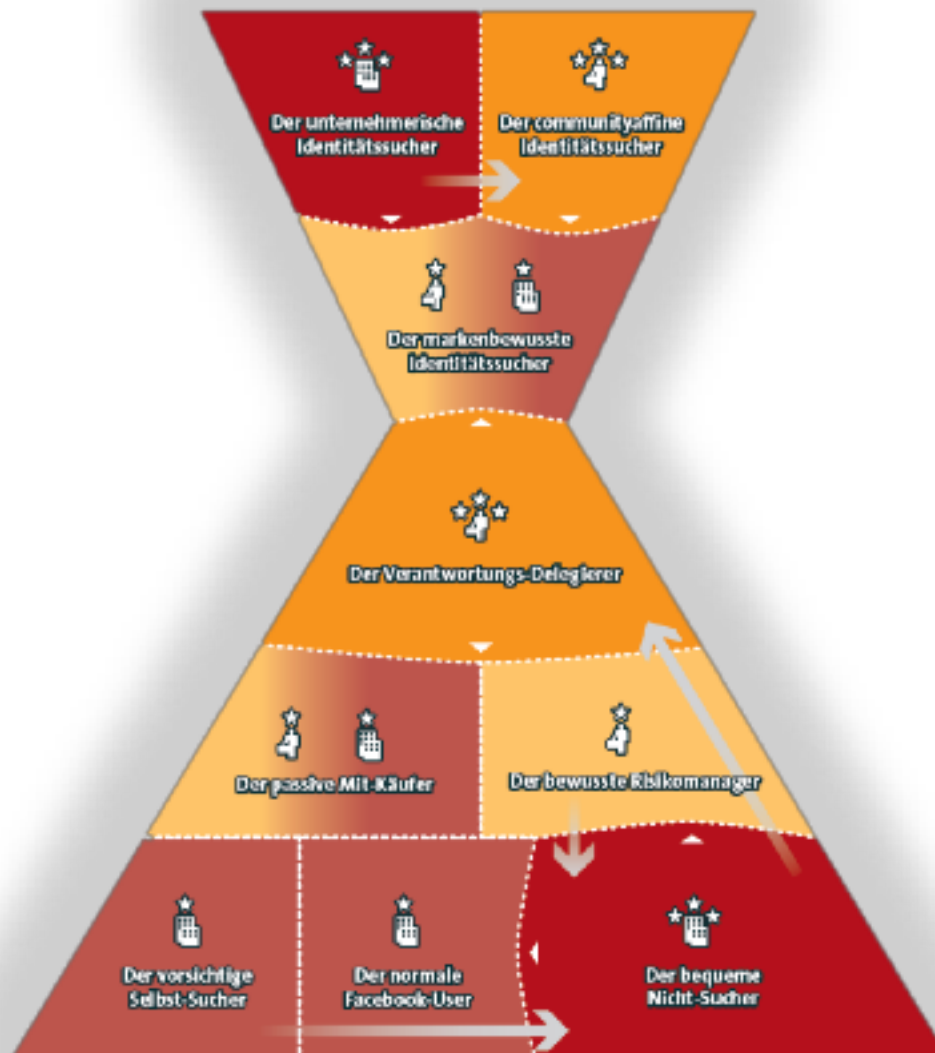 Der unternehmerische
Identitätssucher
Der communityaffine
Identitätssucher
Der markenbewusste
Identitätssucher
Der Verantwortungs-Delegierer
Der passive Mit-Käufer
Der bewusste Risikomanager
Der vorsichtige
Selbst-Sucher
Der normale
Facebook-User
Der bequeme
Nicht-Sucher